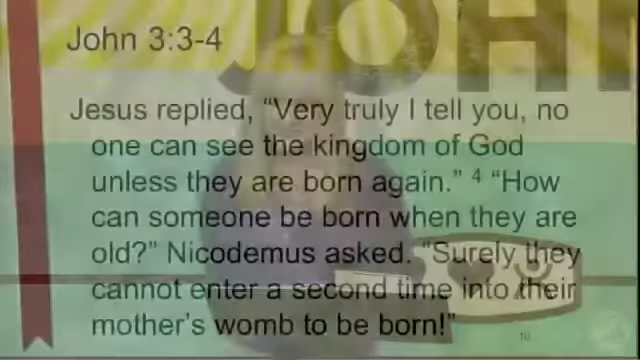 JOHN
John 3:3-4
Jesus replied, “Very truly I tell you, no
one can see the kingdom of God
unless they are born again.” 4 “How
can someone be born when they are
old?” Nicodemus asked. “Surely they
cannot enter a second time into their
mother’s womb to be born!”
10